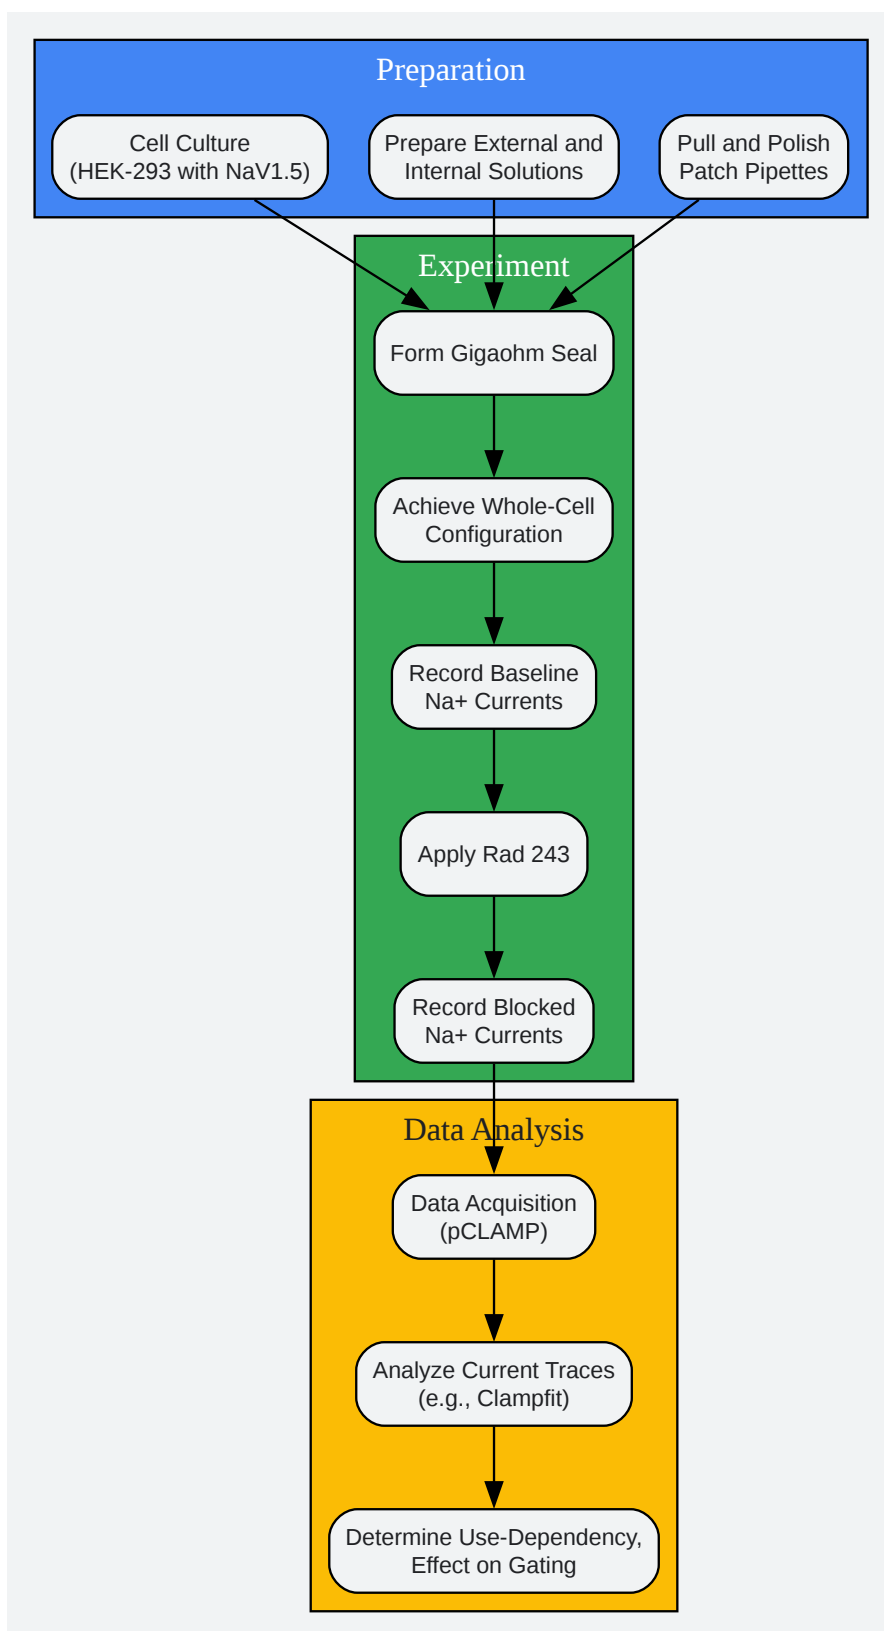 Preparation
Cell Culture
(HEK-293 with NaV1.5)
Prepare External and
Internal Solutions
Pull and Polish
Patch Pipettes
Experiment
Form Gigaohm Seal
Achieve Whole-Cell
Configuration
Record Baseline
Na+ Currents
Apply Rad 243
Record Blocked
Na+ Currents
Data Analysis
Data Acquisition
(pCLAMP)
Analyze Current Traces
(e.g., Clampfit)
Determine Use-Dependency,
Effect on Gating